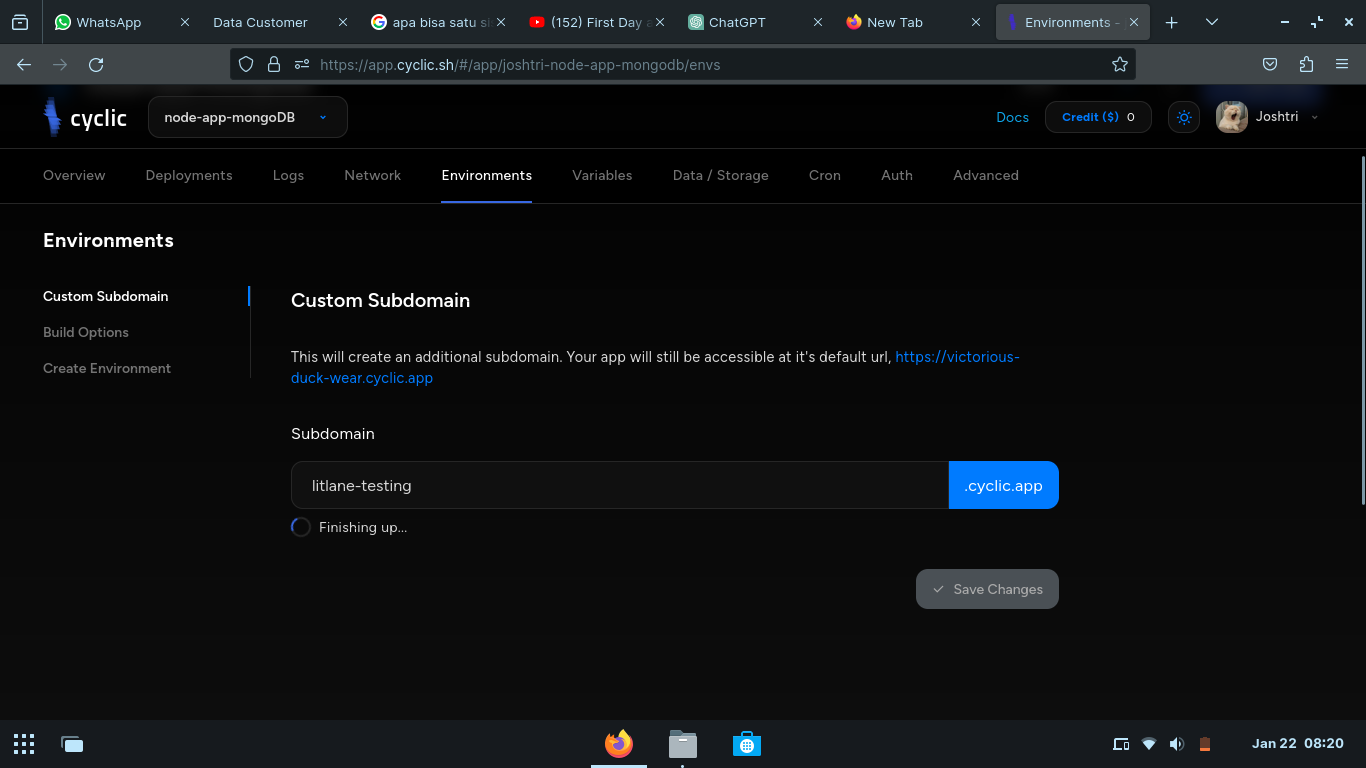 WhatsApp
Data Customer
apa bisa satu
(152) First Day
ChatGPT
New Tab
Environments -
https://app.cyclic.sh/#/app/joshtri-node-app-mongodb/envs
cyclic
node-app-mongoDB
Docs
Credit ($) 0
Joshtri
Overview
Deployments
Logs
Network
Environments
Variables
Data / Storage
Cron
Auth
Advanced
Environments
Custom Subdomain
Build Options
Create Environment
Custom Subdomain
This will create an additional subdomain. Your app will still be accessible at it's default url, https://victorious-
duck-wear.cyclic.app
Subdomain
litlane-testing
.cyclic.app
Finishing up...
Save Changes
Jan 22 08:20